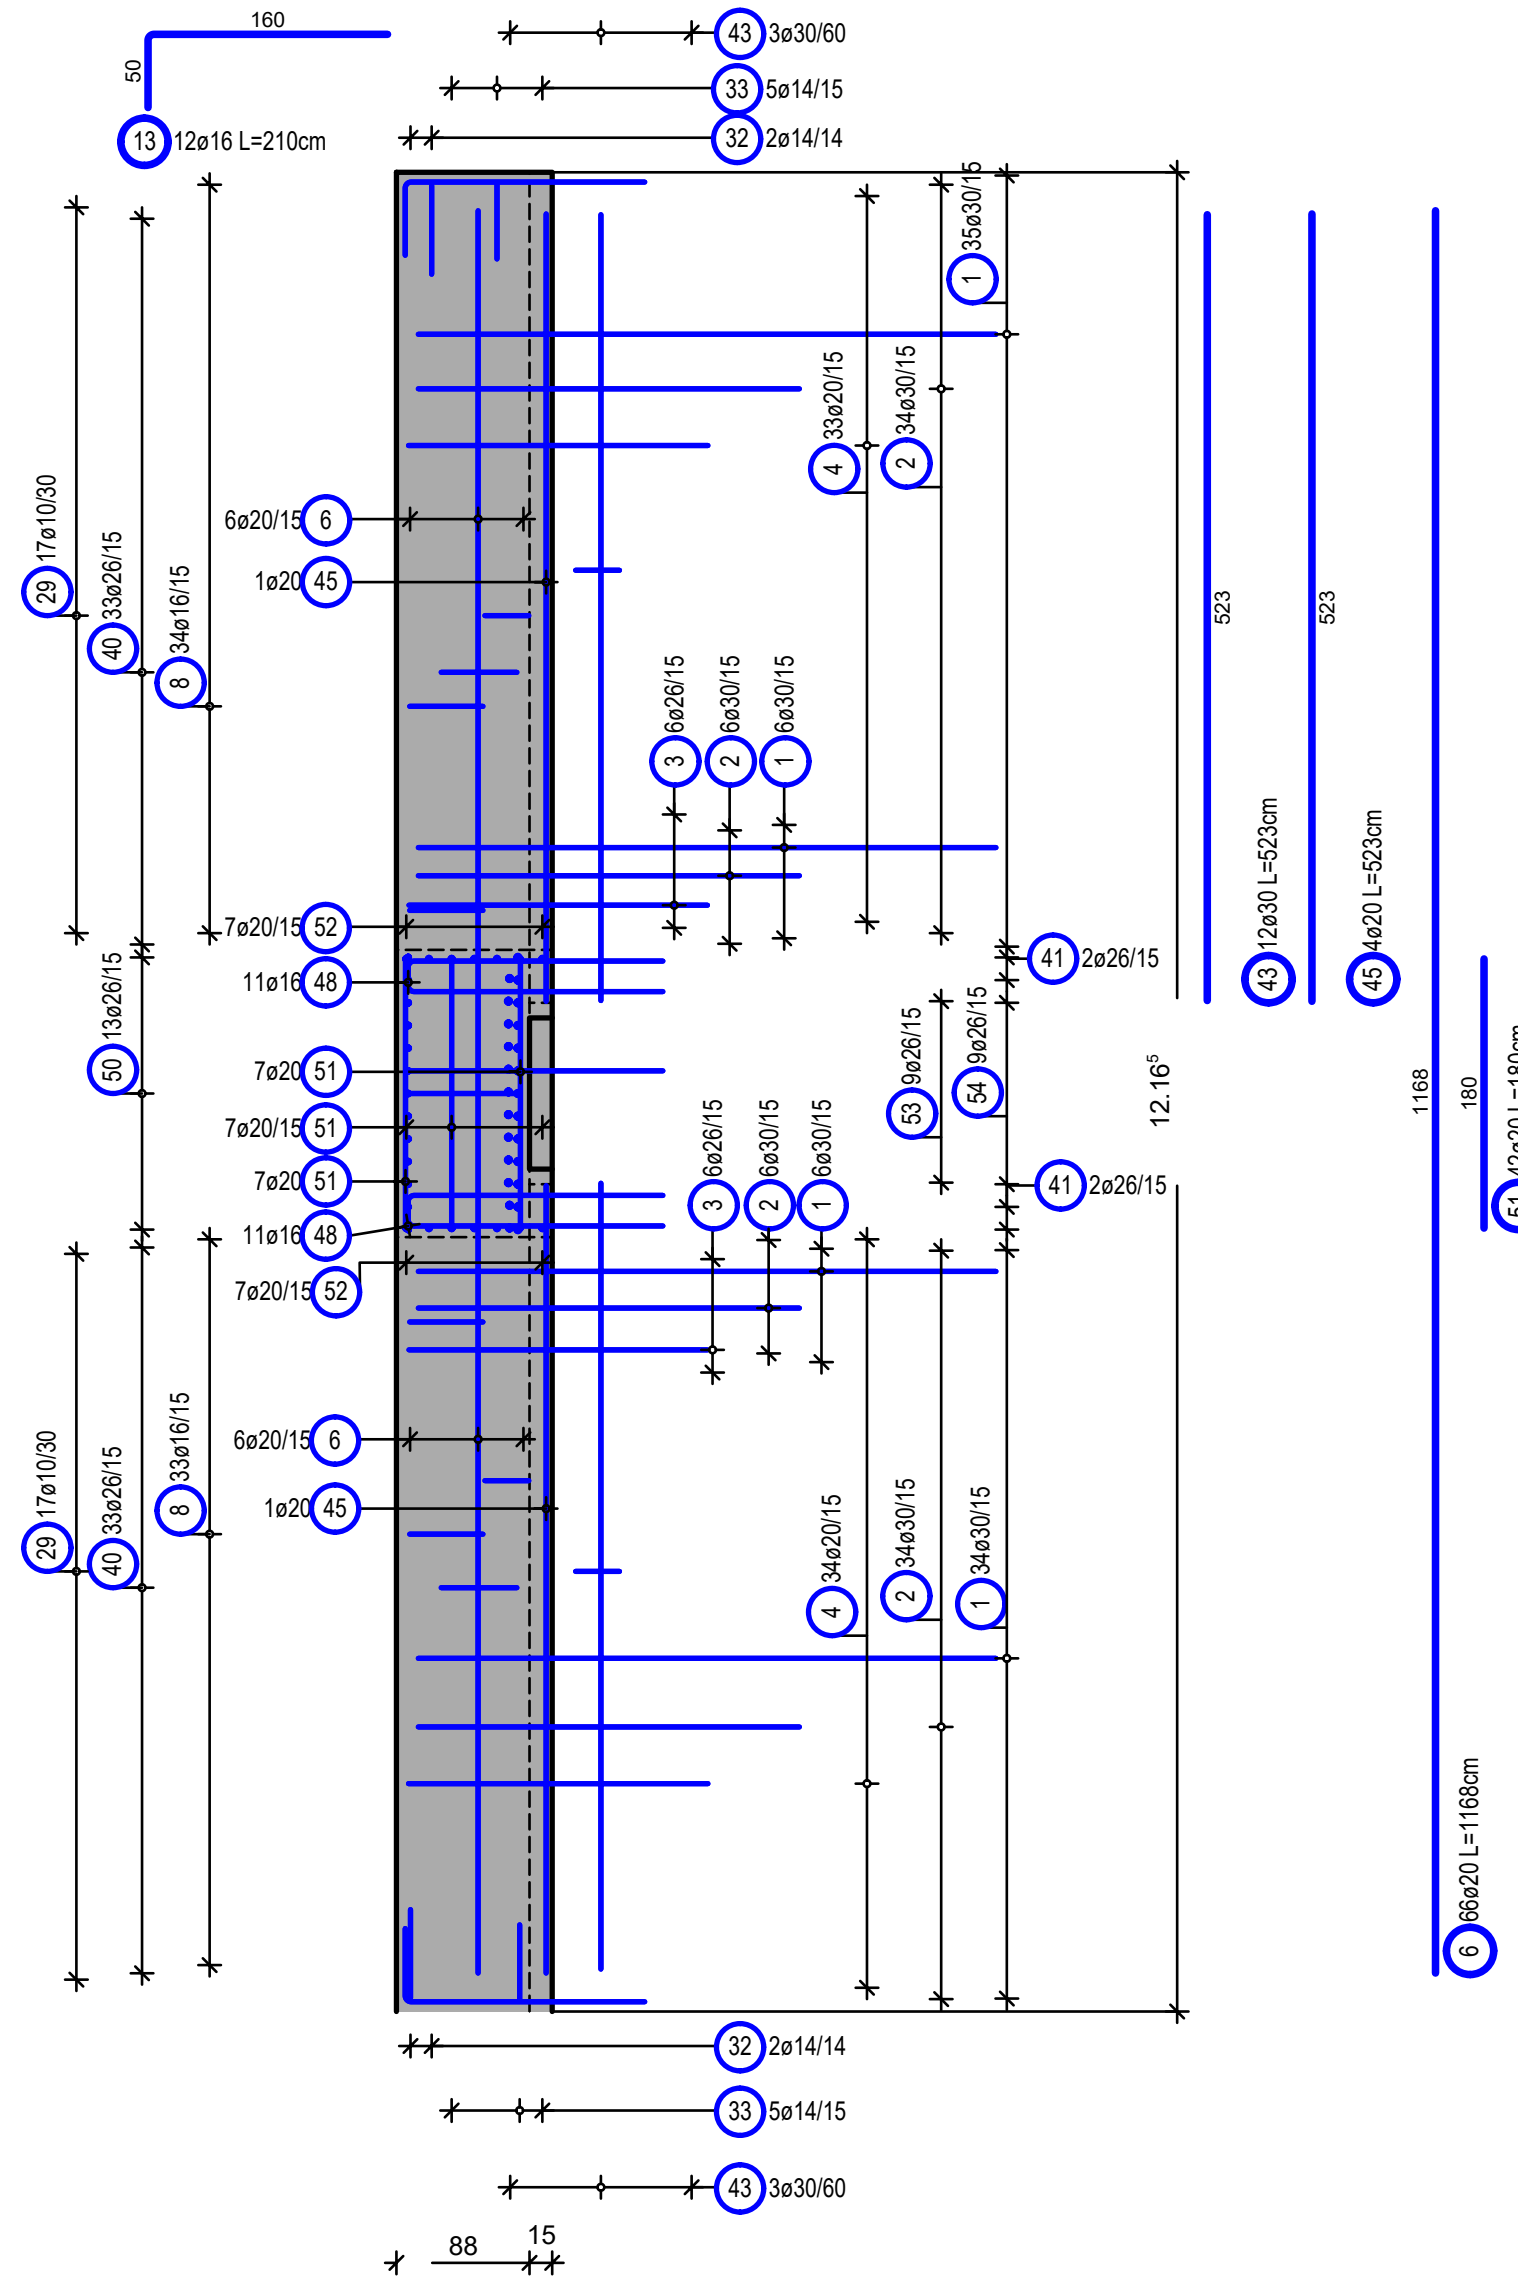 160
50
13 12ø16 L=210cm
43 3ø30/60
33 5ø14/15
32 2ø14/14
1 35ø30/15
4 33ø20/15
2 34ø30/15
29 17ø10/30
40 33ø26/15
8 34ø16/15
6ø20/15 6
1ø20 45
523
523
3 6ø26/15
2 6ø30/15
1 6ø30/15
7ø20/15 52
11ø16 48
50 13ø26/15
7ø20 51
7ø20/15 51
7ø20 51
11ø16 48
7ø20/15 52
41 2ø26/15
53 9ø26/15
54 9ø26/15
12.16⁵
41 2ø26/15
43 12ø30 L=523cm
45 4ø20 L=523cm
1168
180
51 42ø20 L=180cm
3 6ø26/15
2 6ø30/15
1 6ø30/15
29 17ø10/30
40 33ø26/15
8 33ø16/15
6ø20/15 6
1ø20 45
4 34ø20/15
2 34ø30/15
1 34ø30/15
6 66ø20 L=1168cm
32 2ø14/14
33 5ø14/15
43 3ø30/60
88
15